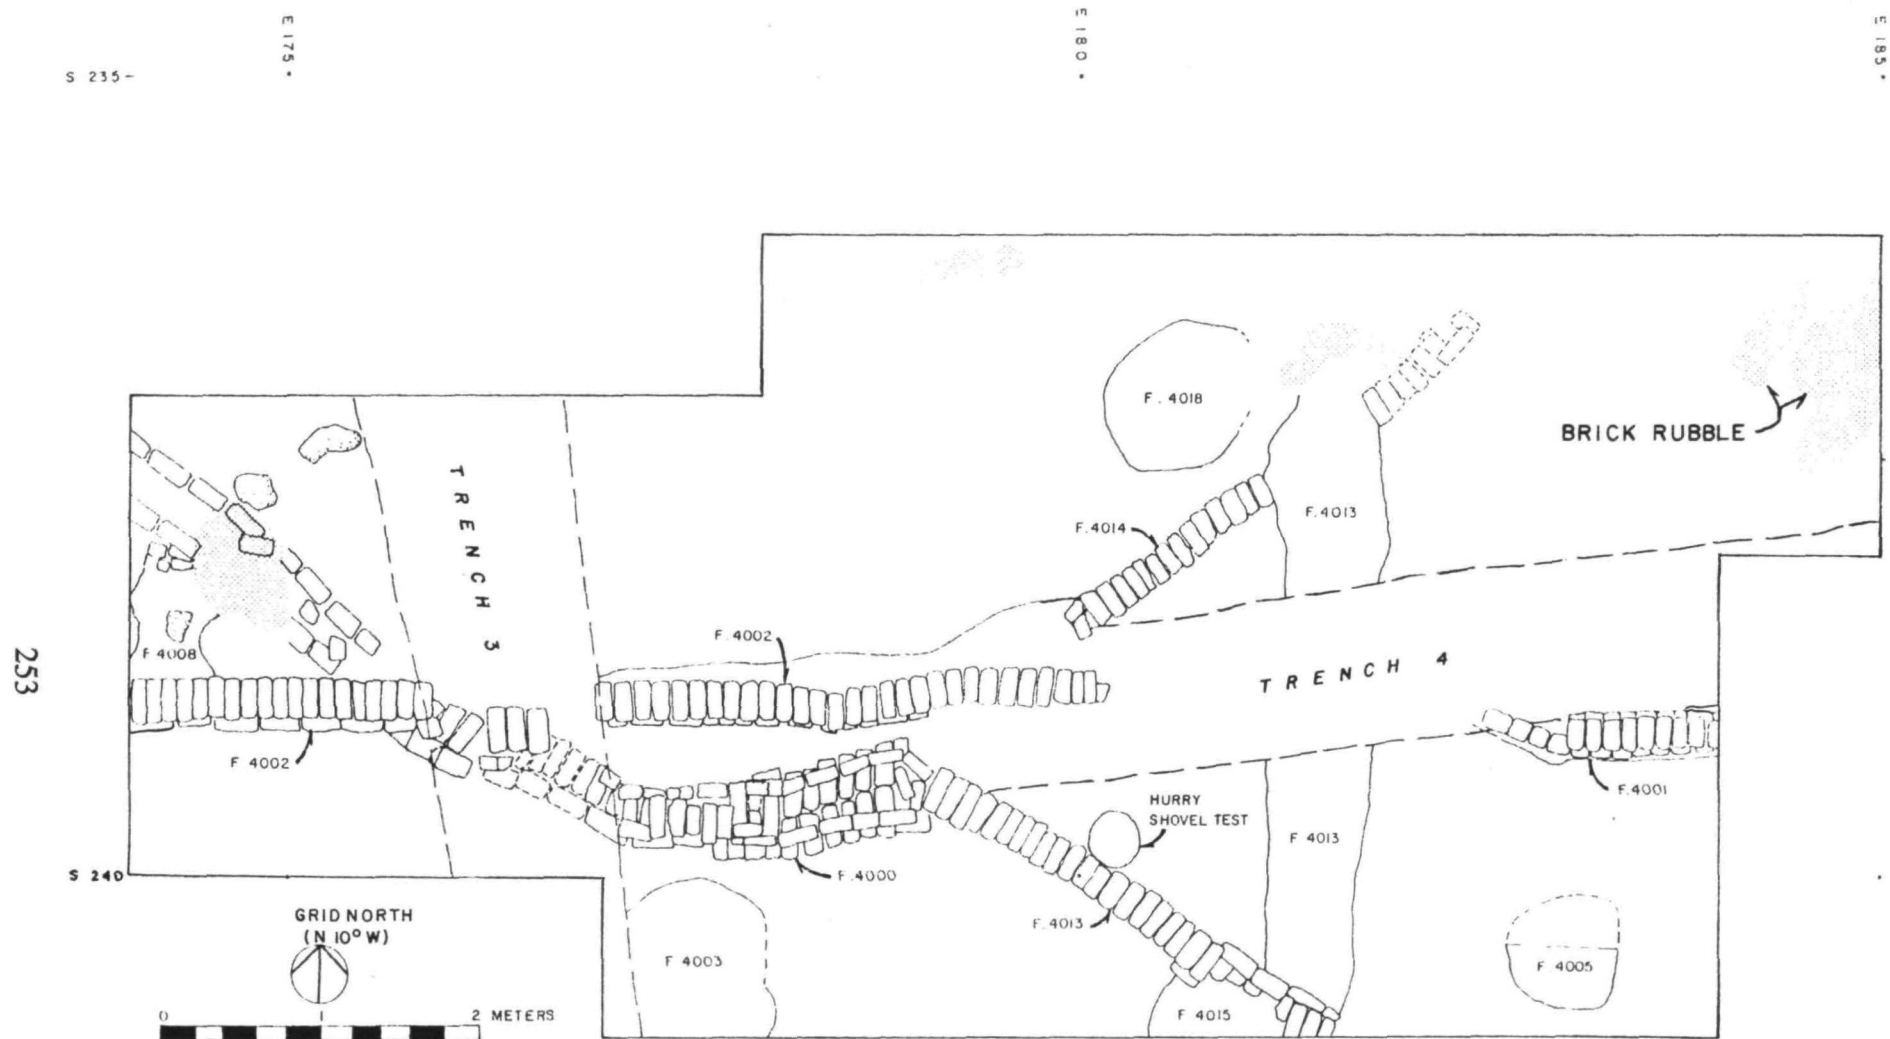 E 175
E 180
E 185
S 235
F. 4018
BRICK RUBBLE
TRENCH 3
F. 4014
F. 4013
F. 4002
F. 4008
TRENCH 4
253
F 4002
F. 4001
HURRY
SHOVEL TEST
F 4013
S 240
F. 4000
GRID NORTH
(N 10° W)
F. 4013
F 4003
F 4005
F 4015
0 1 2 METERS